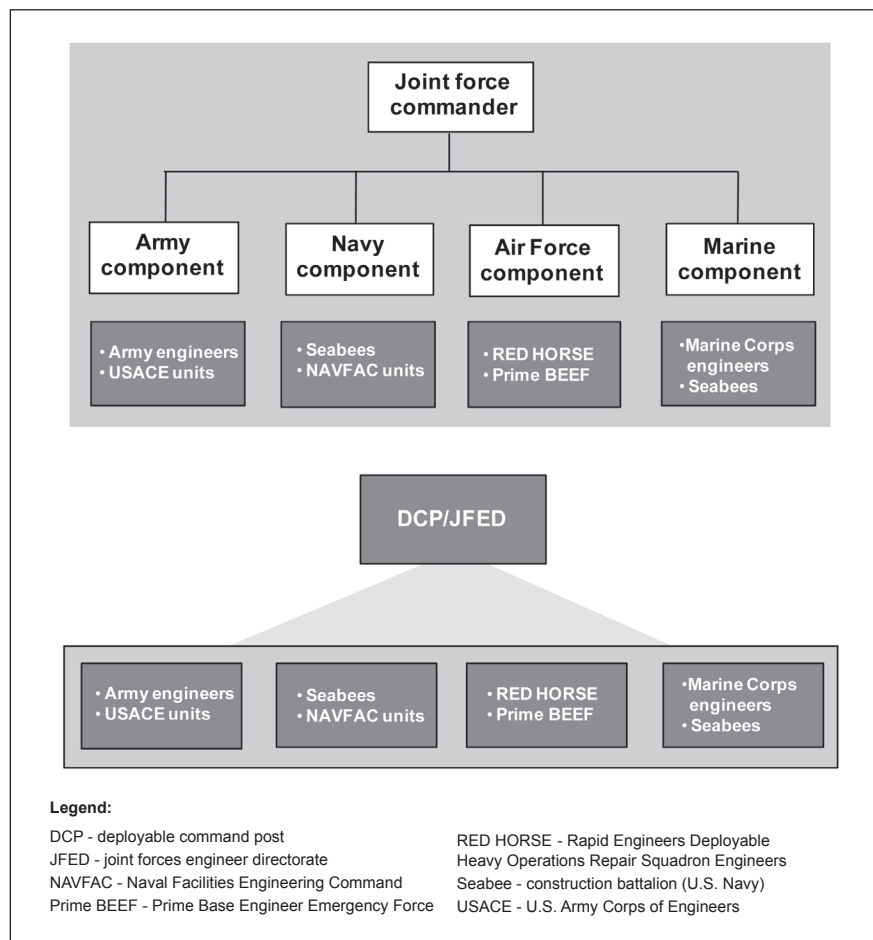 Joint force
commander
Army
component
Navy
component
Air Force
component
Marine
component
• Army engineers
• USACE units
• Seabees
• NAVFAC units
• RED HORSE
• Prime BEEF
•Marine Corps
engineers
• Seabees
DCP/JFED
• Army engineers
• USACE units
• Seabees
• NAVFAC units
• RED HORSE
• Prime BEEF
•Marine Corps
engineers
• Seabees
Legend:
DCP - deployable command post
JFED - joint forces engineer directorate
NAVFAC - Naval Facilities Engineering Command
Prime BEEF - Prime Base Engineer Emergency Force
RED HORSE - Rapid Engineers Deployable
Heavy Operations Repair Squadron Engineers
Seabee - construction battalion (U.S. Navy)
USACE - U.S. Army Corps of Engineers